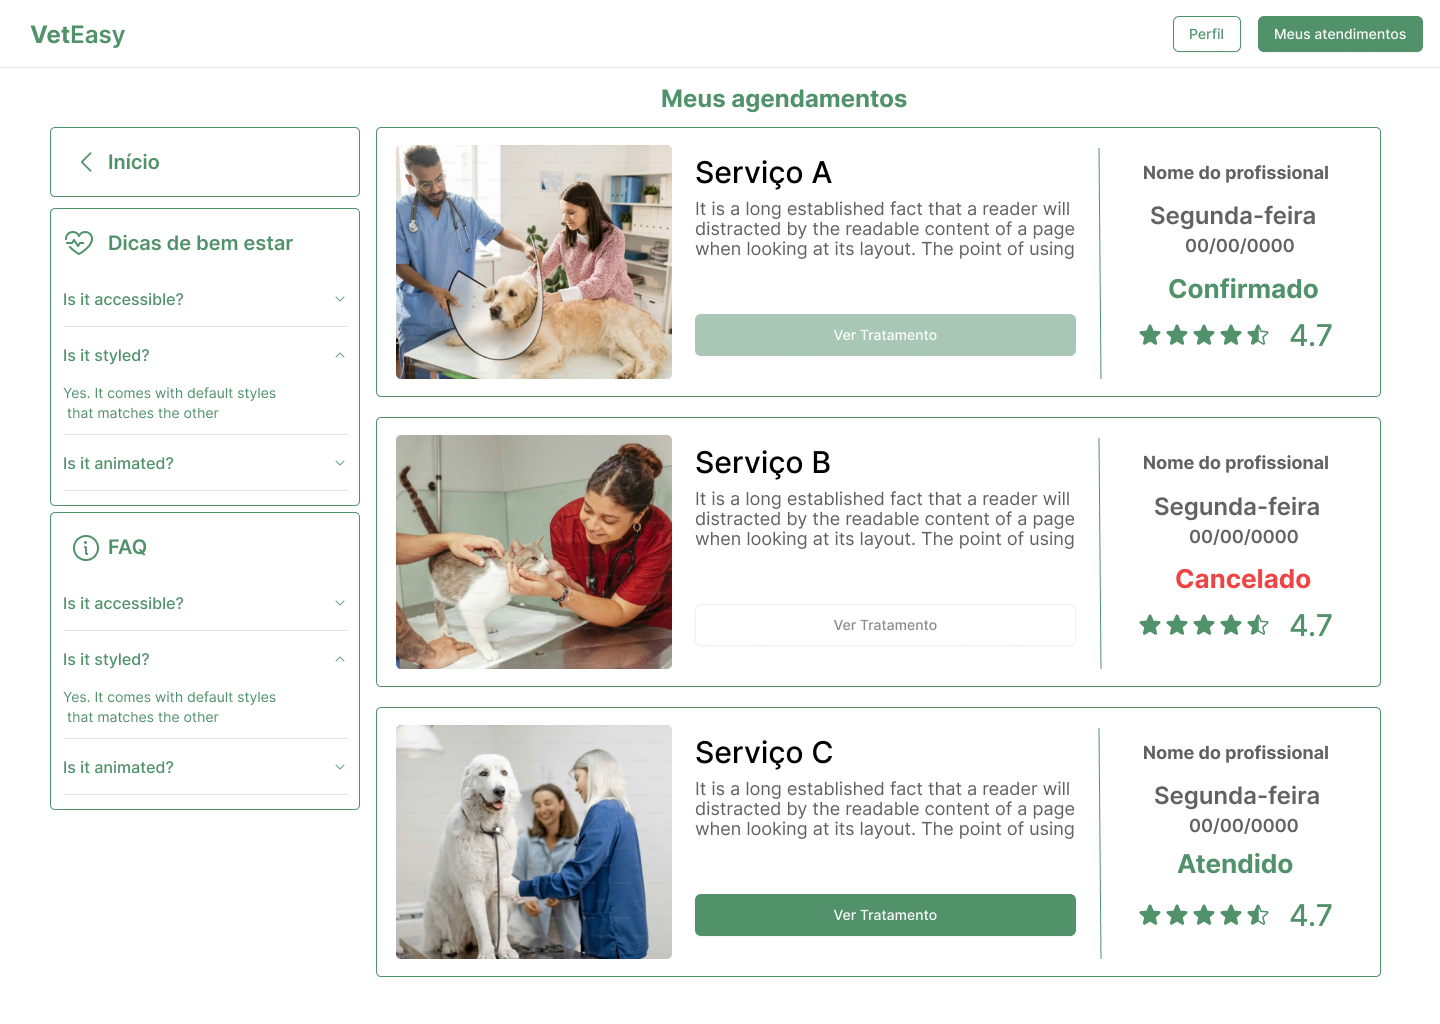 VetEasy
Perfil
Meus atendimentos
Meus agendamentos
Início
Dicas de bem estar
Is it accessible?
Is it styled?
Yes. It comes with default styles
that matches the other
Is it animated?
FAQ
Is it accessible?
Is it styled?
Yes. It comes with default styles
that matches the other
Is it animated?
Serviço A
It is a long established fact that a reader will
distracted by the readable content of a page
when looking at its layout. The point of using
Ver Tratamento
Nome do profissional
Segunda-feira
00/00/0000
Confirmado
4.7
Serviço B
It is a long established fact that a reader will
distracted by the readable content of a page
when looking at its layout. The point of using
Ver Tratamento
Nome do profissional
Segunda-feira
00/00/0000
Cancelado
4.7
Serviço C
It is a long established fact that a reader will
distracted by the readable content of a page
when looking at its layout. The point of using
Ver Tratamento
Nome do profissional
Segunda-feira
00/00/0000
Atendido
4.7